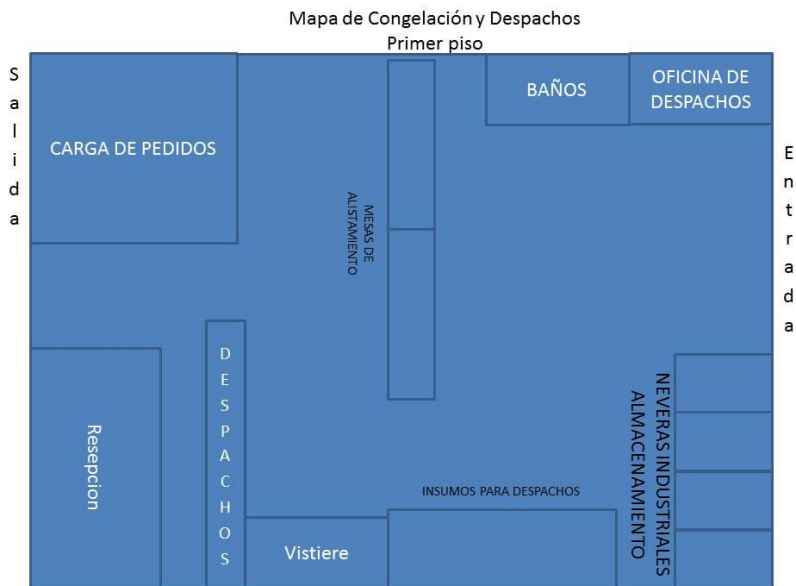 Mapa de Congelación y Despachos
Primer piso
Salida
CARGA DE PEDIDOS
BAÑOS
OFICINA DE
DESPACHOS
Entrada
MESAS DE
ALISTAMIENTO
DESPACHOS
Resepcion
NEVERAS INDUSTRIALES
ALMACENAMIENTO
INSUMOS PARA DESPACHOS
Vistiere